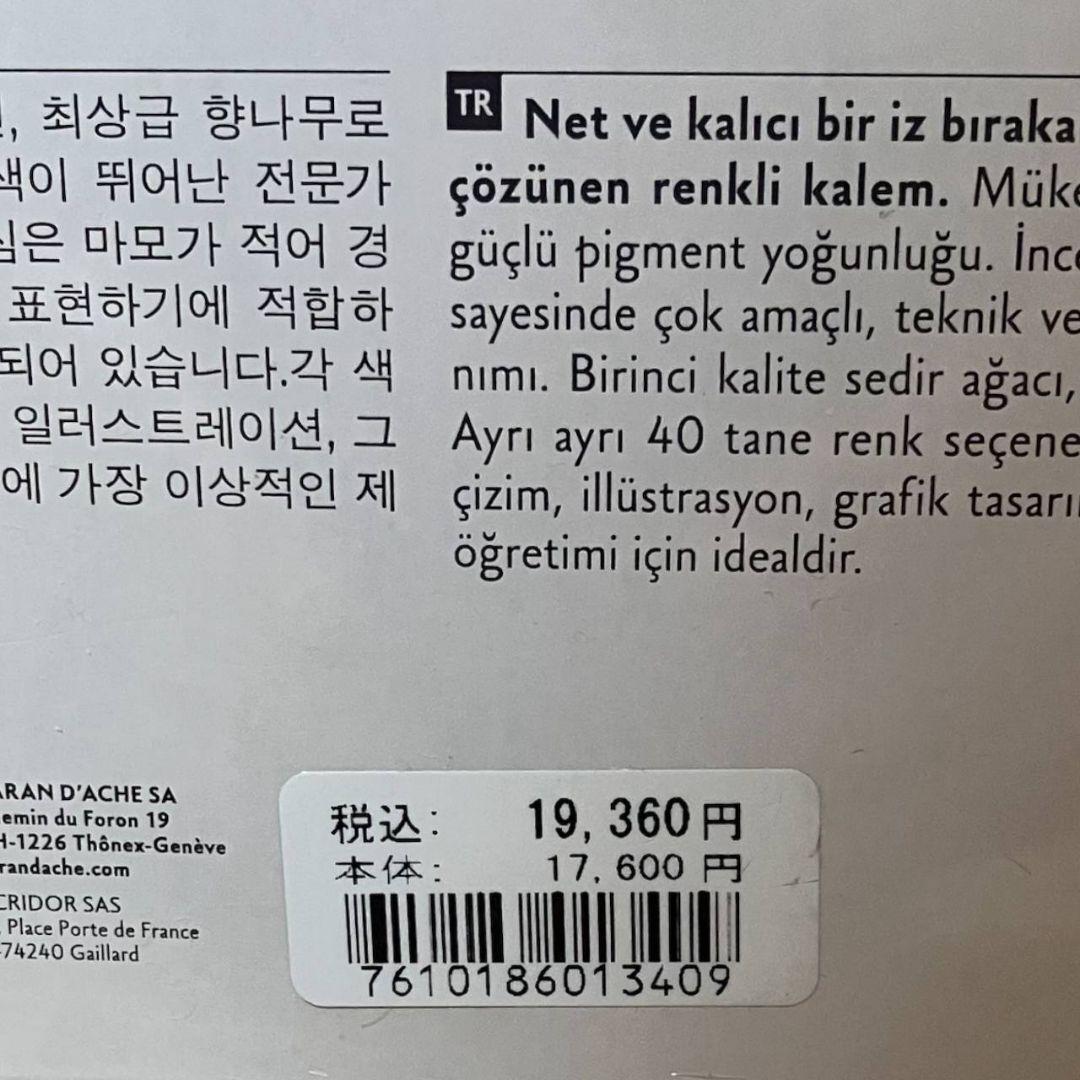 , 최상급 향나무로
색이 뛰어난 전문가
심은 마모가 적어 경
표현하기에 적합하
되어 있습니다.각 색
일러스트레이션, 그
에 가장 이상적인 제
TR Net ve kalıcı bir iz bıraka
çözünen renkli kalem. Müke
güçlü pigment yoğunluğu. İnce
sayesinde çok amaçlı, teknik ve
nımı. Birinci kalite sedir ağacı,
Ayrı ayrı 40 tane renk seçene
çizim, illüstrasyon, grafik tasarı
öğretimi için idealdir.
ARAN D'ACHE SA
emin du Foron 19
H-1226 Thônex-Genève
randache.com
CRIDOR SAS
, Place Porte de France
-74240 Gaillard
税込: 19,360円
本体: 17,600円
7610186013409